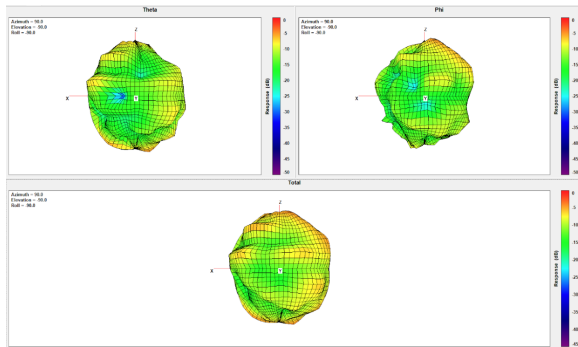 Theta
Azimuth = 90.0
Elevation = -90.0
Roll = -90.0
Z
X
Y
0
-5
-10
-15
-20
-25
-30
-35
-40
-45
-50
Response (dB)
Phi
Azimuth = 90.0
Elevation = -90.0
Roll = -90.0
Z
X
Y
0
-5
-10
-15
-20
-25
-30
-35
-40
-45
-50
Response (dB)
Total
Azimuth = 90.0
Elevation = -90.0
Roll = -90.0
Z
X
Y
0
-5
-10
-15
-20
-25
-30
-35
-40
-45
Response (dB)